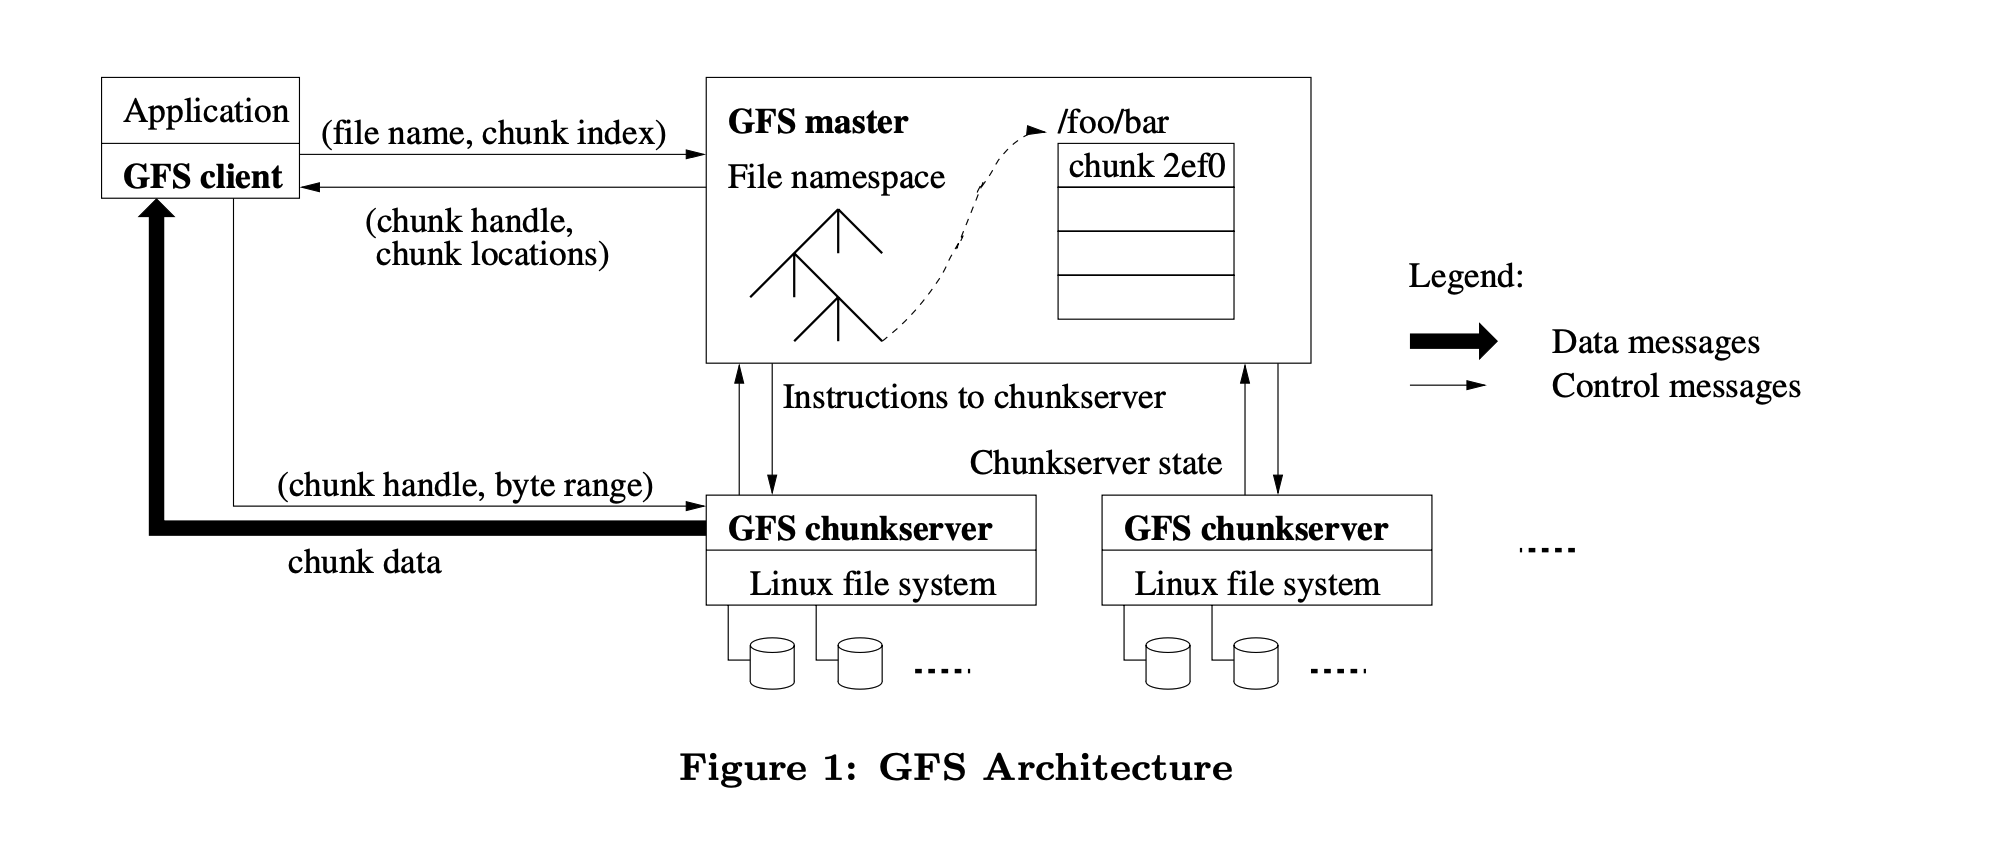 Application
GFS client
(file name, chunk index)
(chunk handle,
chunk locations)
GFS master
File namespace
/foo/bar
chunk 2ef0
Legend:
Data messages
Control messages
Instructions to chunkserver
Chunkserver state
(chunk handle, byte range)
chunk data
GFS chunkserver
Linux file system
GFS chunkserver
Linux file system
Figure 1: GFS Architecture